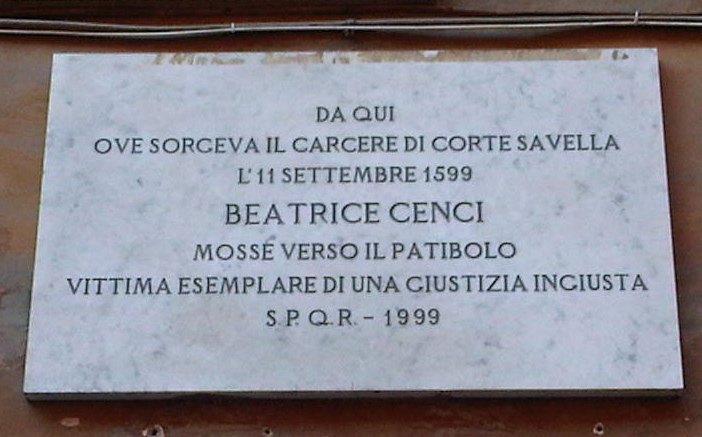 DA QUI
OVE SORGEVA IL CARCERE DI CORTE SAVELLA
L'11 SETTEMBRE 1599
BEATRICE CENCI
MOSSE VERSO IL PATIBOLO
VITTIMA ESEMPLARE DI UNA GIUSTIZIA INGIUSTA
S.P.Q.R. - 1999